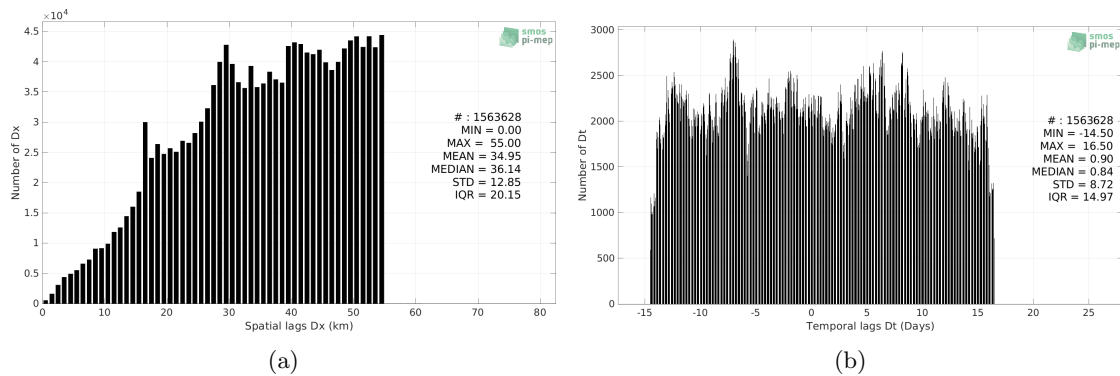 ×10⁴
4.5
4
3.5
3
2.5
2
1.5
1
0.5
0
Number of Dx
0 10 20 30 40 50 60 70 80
Spatial lags Dx (km)
smos
pi-mep
# : 1563628
MIN = 0.00
MAX = 55.00
MEAN = 34.95
MEDIAN = 36.14
STD = 12.85
IQR = 20.15
(a)
3000
2500
2000
1500
1000
500
0
Number of Dt
-15 -10 -5 0 5 10 15 20 25
Temporal lags Dt (Days)
smos
pi-mep
# : 1563628
MIN = -14.50
MAX = 16.50
MEAN = 0.90
MEDIAN = 0.84
STD = 8.72
IQR = 14.97
(b)